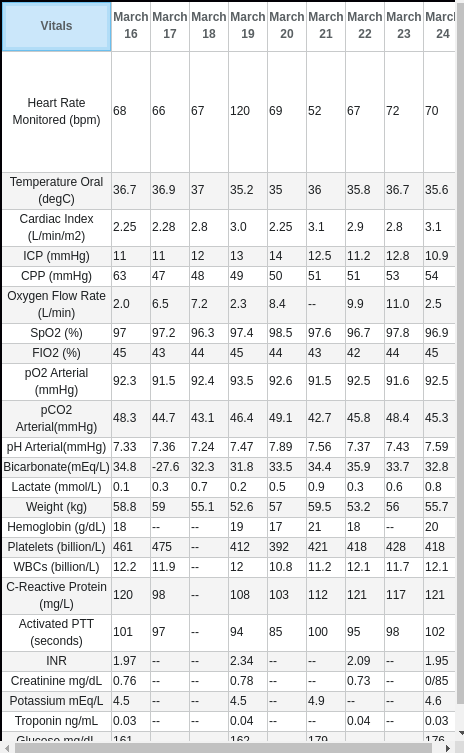 Vitals March 16 March 17 March 18 March 19 March 20 March 21 March 22 March 23 March 24
Heart Rate Monitored (bpm) 68 66 67 120 69 52 67 72 70
Temperature Oral (degC) 36.7 36.9 37 35.2 35 36 35.8 36.7 35.6
Cardiac Index (L/min/m2) 2.25 2.28 2.8 3.0 2.25 3.1 2.9 2.8 3.1
ICP (mmHg) 11 11 12 13 14 12.5 11.2 12.8 10.9
CPP (mmHg) 63 47 48 49 50 51 51 53 54
Oxygen Flow Rate (L/min) 2.0 6.5 7.2 2.3 8.4 -- 9.9 11.0 2.5
SpO2 (%) 97 97.2 96.3 97.4 98.5 97.6 96.7 97.8 96.9
FIO2 (%) 45 43 44 45 44 43 42 44 45
pO2 Arterial (mmHg) 92.3 91.5 92.4 93.5 92.6 91.5 92.5 91.6 92.5
pCO2 Arterial(mmHg) 48.3 44.7 43.1 46.4 49.1 42.7 45.8 48.4 45.3
pH Arterial(mmHg) 7.33 7.36 7.24 7.47 7.89 7.56 7.37 7.43 7.59
Bicarbonate(mEq/L) 34.8 -27.6 32.3 31.8 33.5 34.4 35.9 33.7 32.8
Lactate (mmol/L) 0.1 0.3 0.7 0.2 0.5 0.9 0.3 0.6 0.8
Weight (kg) 58.8 59 55.1 52.6 57 59.5 53.2 56 55.7
Hemoglobin (g/dL) 18 -- -- 19 17 21 18 -- 20
Platelets (billion/L) 461 475 -- 412 392 421 418 428 418
WBCs (billion/L) 12.2 11.9 -- 12 10.8 11.2 12.1 11.7 12.1
C-Reactive Protein (mg/L) 120 98 -- 108 103 112 121 117 121
Activated PTT (seconds) 101 97 -- 94 85 100 95 98 102
INR 1.97 -- -- 2.34 -- -- 2.09 -- 1.95
Creatinine mg/dL 0.76 -- -- 0.78 -- -- 0.73 -- 0/85
Potassium mEq/L 4.5 -- -- 4.5 -- 4.9 -- -- 4.6
Troponin ng/mL 0.03 -- -- 0.04 -- -- 0.04 -- 0.03
Glucose mg/dL 161 -- -- 162 -- 179 -- -- 176